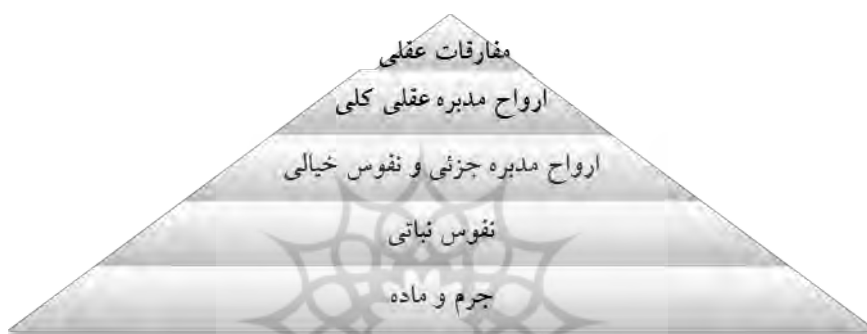 مفارقات عقلی
ارواح مدبره عقلی کلی
ارواح مدبره جزئی و نفوس خیالی
نفوس نباتی
جرم و ماده